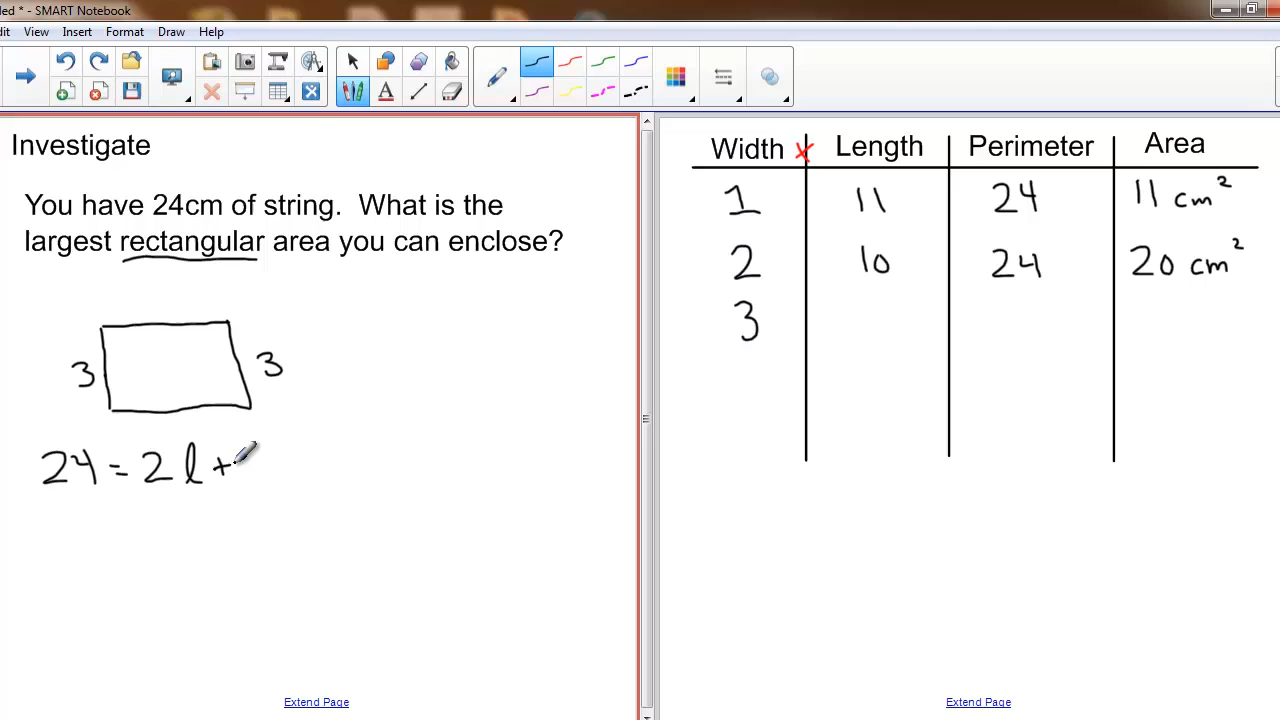 led * - SMART Notebook
dit View Insert Format Draw Help
Investigate
You have 24cm of string. What is the
largest rectangular area you can enclose?
3 3
24 = 2 l +
Extend Page
Width x Length Perimeter Area
1 11 24 11 cm²
2 10 24 20 cm²
3
Extend Page